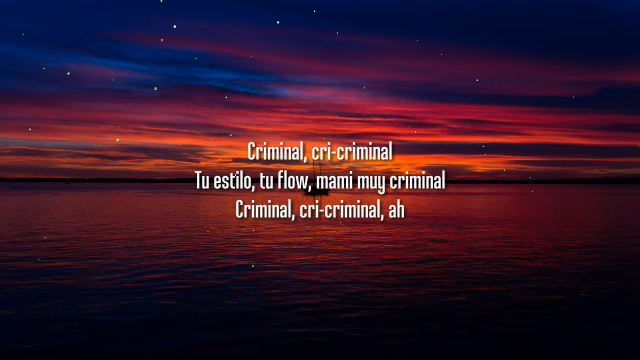 Criminal, cri-criminal
Tu estilo, tu flow, mami muy criminal
Criminal, cri-criminal, ah